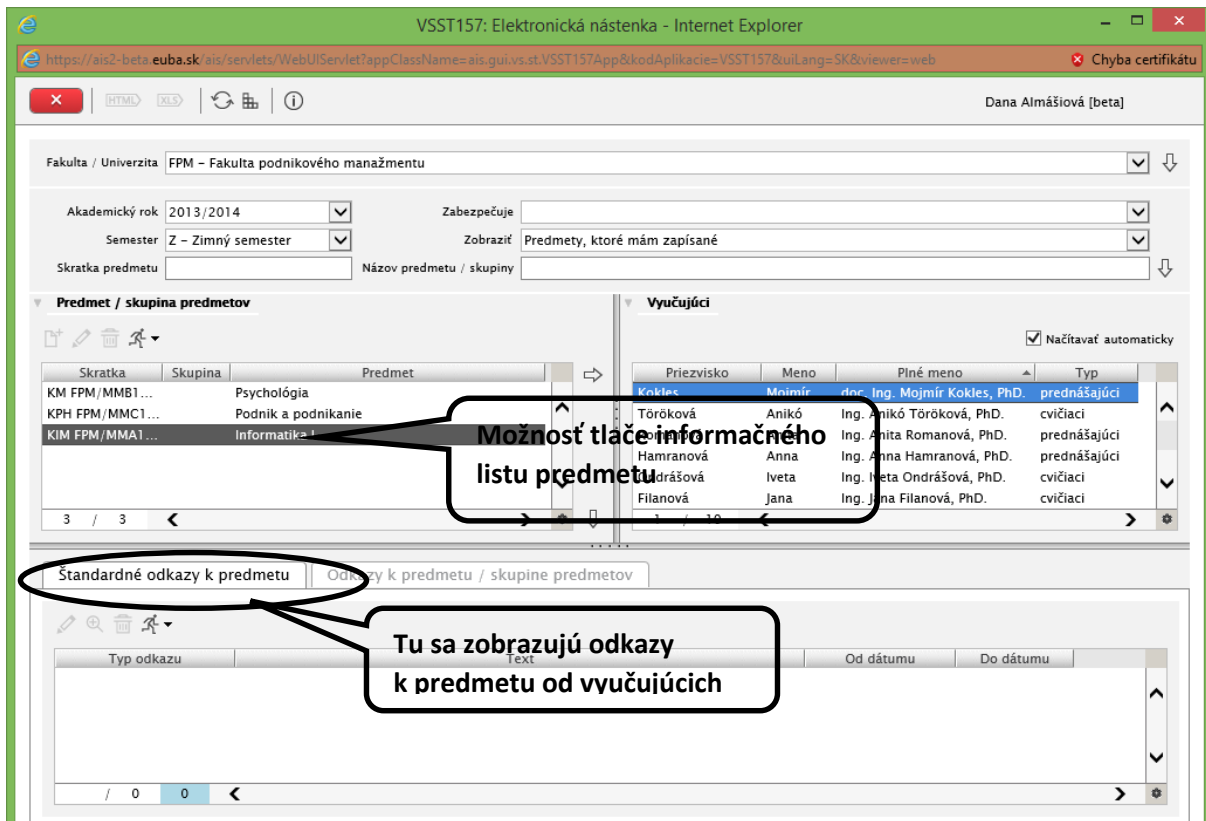 VSST157: Elektronická nástenka - Internet Explorer
https://ais2-beta.euba.sk/ais/servlets/WebUIServlet?appClassName=ais.gui.vs.st.VSST157App&kodAplikacie=VSST157&uiLang=SK&viewer=web Chyba certifikátu
HTML XLS Dana Almášiová [beta]
Fakulta / Univerzita FPM – Fakulta podnikového manažmentu
Akademický rok 2013/2014 Zabezpečuje
Semester Z – Zimný semester Zobraziť Predmety, ktoré mám zapísané
Skratka predmetu Názov predmetu / skupiny
Predmet / skupina predmetov Vyučujúci
Načítavať automaticky
Skratka Skupina Predmet Priezvisko Meno Plné meno Typ
KM FPM/MMB1... Psychológia Kokles Mojmír doc. Ing. Mojmír Kokles, PhD. prednášajúci
KPH FPM/MMC1... Podnik a podnikanie Töröková Anikó Ing. Anikó Töröková, PhD. cvičiaci
KIM FPM/MMA1... Informatika I Romanová Anita Ing. Anita Romanová, PhD. prednášajúci
Možnosť tlače informačného
listu predmetu
Hamranová Anna Ing. Anna Hamranová, PhD. prednášajúci
Ondrášová Iveta Ing. Iveta Ondrášová, PhD. cvičiaci
Filanová Jana Ing. Jana Filanová, PhD. cvičiaci
3 / 3 1 / 19
Štandardné odkazy k predmetu Odkazy k predmetu / skupine predmetov
Tu sa zobrazujú odkazy
k predmetu od vyučujúcich
Typ odkazu Text Od dátumu Do dátumu
/ 0 0